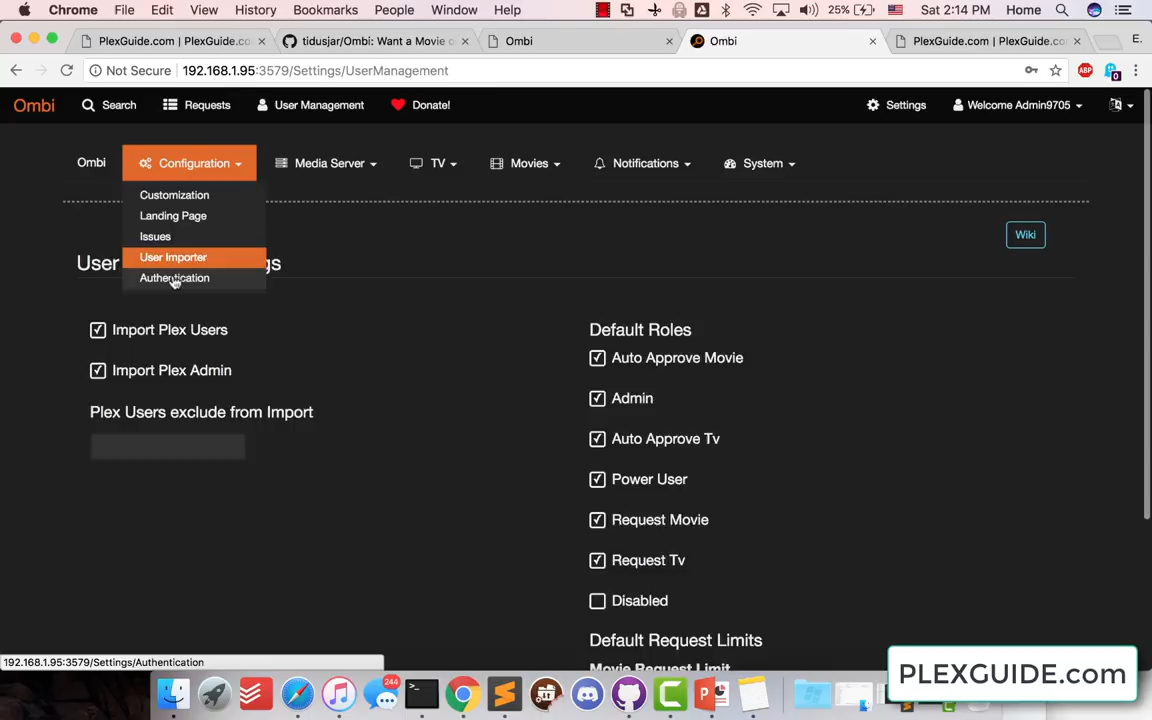 Chrome File Edit View History Bookmarks People Window Help 25% Sat 2:14 PM Home
PlexGuide.com | PlexGuide.co
tidusjar/Ombi: Want a Movie o
Ombi
Ombi
PlexGuide.com | PlexGuide.co
E.
Not Secure 192.168.1.95:3579/Settings/UserManagement ABP 0
Ombi Search Requests User Management Donate! Settings Welcome Admin9705
Ombi Configuration Media Server TV Movies Notifications System
Customization
Landing Page
Issues
User Importer
Authentication
Wiki
User gs
Import Plex Users
Import Plex Admin
Plex Users exclude from Import
Default Roles
Auto Approve Movie
Admin
Auto Approve Tv
Power User
Request Movie
Request Tv
Disabled
Default Request Limits
Movie Request Limit
192.168.1.95:3579/Settings/Authentication
244
PLEXGUIDE.com